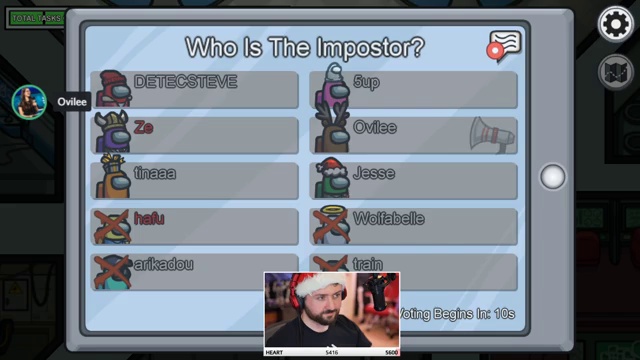 TOTAL TASKS
Who Is The Impostor?
DETECSTEVE
5up
Ovilee
Ze
Ovilee
tinaaa
Jesse
hafu
Wolfabelle
arikadou
train
Voting Begins In: 10s
HEART 5416 5600